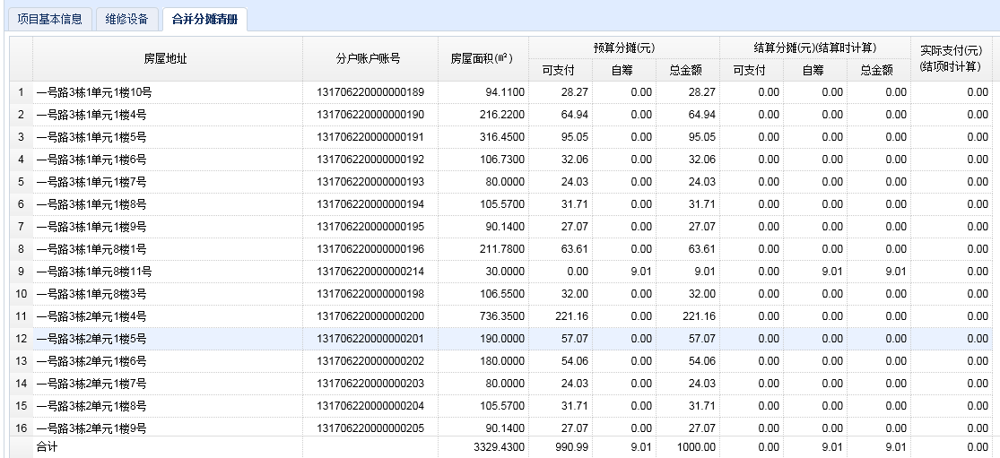 项目基本信息 维修设备 合并分摊清册
房屋地址 分户账户账号 房屋面积(㎡) 预算分摊(元) 结算分摊(元)(结算时计算) 实际支付(元)
(结项时计算)
可支付 自筹 总金额 可支付 自筹 总金额
1 一号路3栋1单元1楼10号 131706220000000189 94.1100 28.27 0.00 28.27 0.00 0.00 0.00 0.00
2 一号路3栋1单元1楼4号 131706220000000190 216.2200 64.94 0.00 64.94 0.00 0.00 0.00 0.00
3 一号路3栋1单元1楼5号 131706220000000191 316.4500 95.05 0.00 95.05 0.00 0.00 0.00 0.00
4 一号路3栋1单元1楼6号 131706220000000192 106.7300 32.06 0.00 32.06 0.00 0.00 0.00 0.00
5 一号路3栋1单元1楼7号 131706220000000193 80.0000 24.03 0.00 24.03 0.00 0.00 0.00 0.00
6 一号路3栋1单元1楼8号 131706220000000194 105.5700 31.71 0.00 31.71 0.00 0.00 0.00 0.00
7 一号路3栋1单元1楼9号 131706220000000195 90.1400 27.07 0.00 27.07 0.00 0.00 0.00 0.00
8 一号路3栋1单元8楼1号 131706220000000196 211.7800 63.61 0.00 63.61 0.00 0.00 0.00 0.00
9 一号路3栋1单元8楼11号 131706220000000214 30.0000 0.00 9.01 9.01 0.00 9.01 9.01 0.00
10 一号路3栋1单元8楼3号 131706220000000198 106.5500 32.00 0.00 32.00 0.00 0.00 0.00 0.00
11 一号路3栋2单元1楼4号 131706220000000200 736.3500 221.16 0.00 221.16 0.00 0.00 0.00 0.00
12 一号路3栋2单元1楼5号 131706220000000201 190.0000 57.07 0.00 57.07 0.00 0.00 0.00 0.00
13 一号路3栋2单元1楼6号 131706220000000202 180.0000 54.06 0.00 54.06 0.00 0.00 0.00 0.00
14 一号路3栋2单元1楼7号 131706220000000203 80.0000 24.03 0.00 24.03 0.00 0.00 0.00 0.00
15 一号路3栋2单元1楼8号 131706220000000204 105.5700 31.71 0.00 31.71 0.00 0.00 0.00 0.00
16 一号路3栋2单元1楼9号 131706220000000205 90.1400 27.07 0.00 27.07 0.00 0.00 0.00 0.00
合计 3329.4300 990.99 9.01 1000.00 0.00 9.01 9.01 0.00